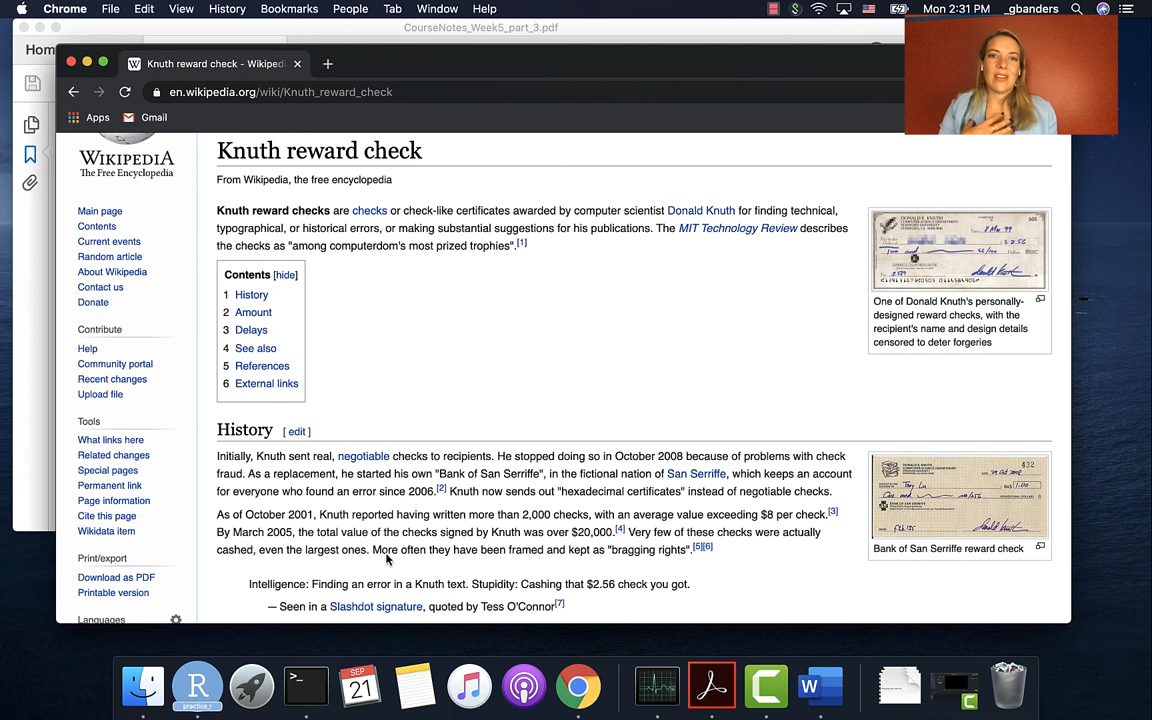 Chrome File Edit View History Bookmarks People Tab Window Help Mon 2:31 PM _gbanders
CourseNotes_Week5_part_3.pdf
Hom
Knuth reward check - Wikipedi
en.wikipedia.org/wiki/Knuth_reward_check
Apps Gmail
WIKIPEDIA
The Free Encyclopedia
Main page
Contents
Current events
Random article
About Wikipedia
Contact us
Donate
Contribute
Help
Community portal
Recent changes
Upload file
Tools
What links here
Related changes
Special pages
Permanent link
Page information
Cite this page
Wikidata item
Print/export
Download as PDF
Printable version
Languages
Knuth reward check
From Wikipedia, the free encyclopedia
Knuth reward checks are checks or check-like certificates awarded by computer scientist Donald Knuth for finding technical,
typographical, or historical errors, or making substantial suggestions for his publications. The MIT Technology Review describes
the checks as "among computerdom's most prized trophies".[1]
Contents [hide]
1 History
2 Amount
3 Delays
4 See also
5 References
6 External links
DONALD E. KNUTH
One of Donald Knuth's personally-
designed reward checks, with the
recipient's name and design details
censored to deter forgeries
History [ edit ]
Initially, Knuth sent real, negotiable checks to recipients. He stopped doing so in October 2008 because of problems with check
fraud. As a replacement, he started his own "Bank of San Serriffe", in the fictional nation of San Serriffe, which keeps an account
for everyone who found an error since 2006.[2] Knuth now sends out "hexadecimal certificates" instead of negotiable checks.
As of October 2001, Knuth reported having written more than 2,000 checks, with an average value exceeding $8 per check.[3]
By March 2005, the total value of the checks signed by Knuth was over $20,000.[4] Very few of these checks were actually
cashed, even the largest ones. More often they have been framed and kept as "bragging rights".[5][6]
Intelligence: Finding an error in a Knuth text. Stupidity: Cashing that $2.56 check you got.
— Seen in a Slashdot signature, quoted by Tess O'Connor[7]
432
Bank of San Serriffe reward check
SEP
21
R
practice_r
W